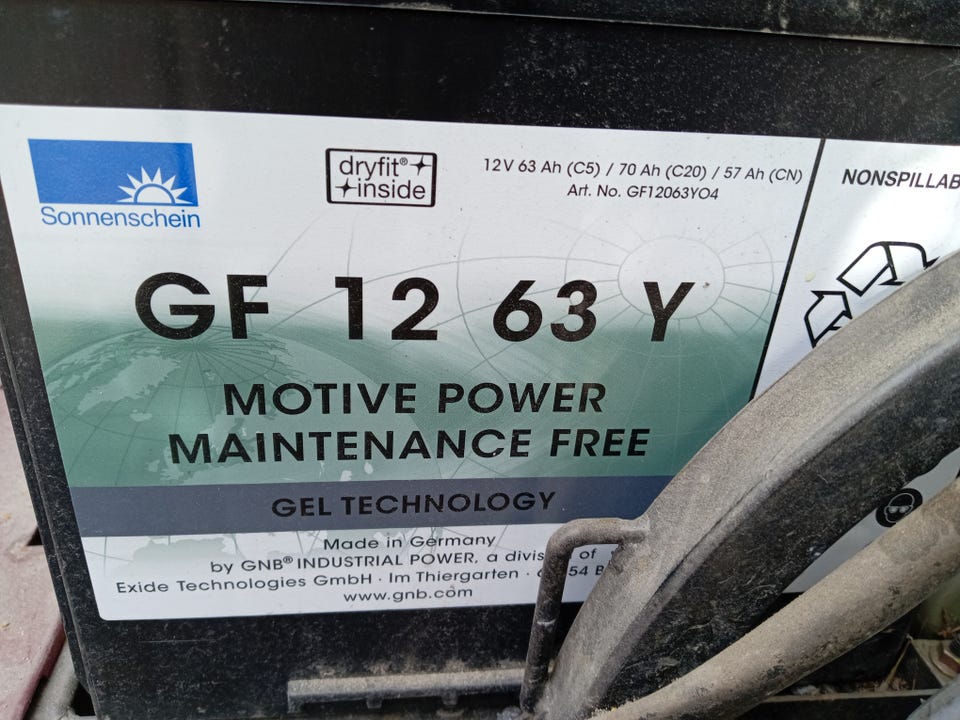 Sonnenschein
dryfit®
inside
12V 63 Ah (C5) / 70 Ah (C20) / 57 Ah (CN)
Art. No. GF12063YO4
NONSPILLAB
GF 12 63 Y
MOTIVE POWER
MAINTENANCE FREE
GEL TECHNOLOGY
Made in Germany
by GNB® INDUSTRIAL POWER, a of
Exide Technologies GmbH · Im Thiergarten ·
www.gnb.com